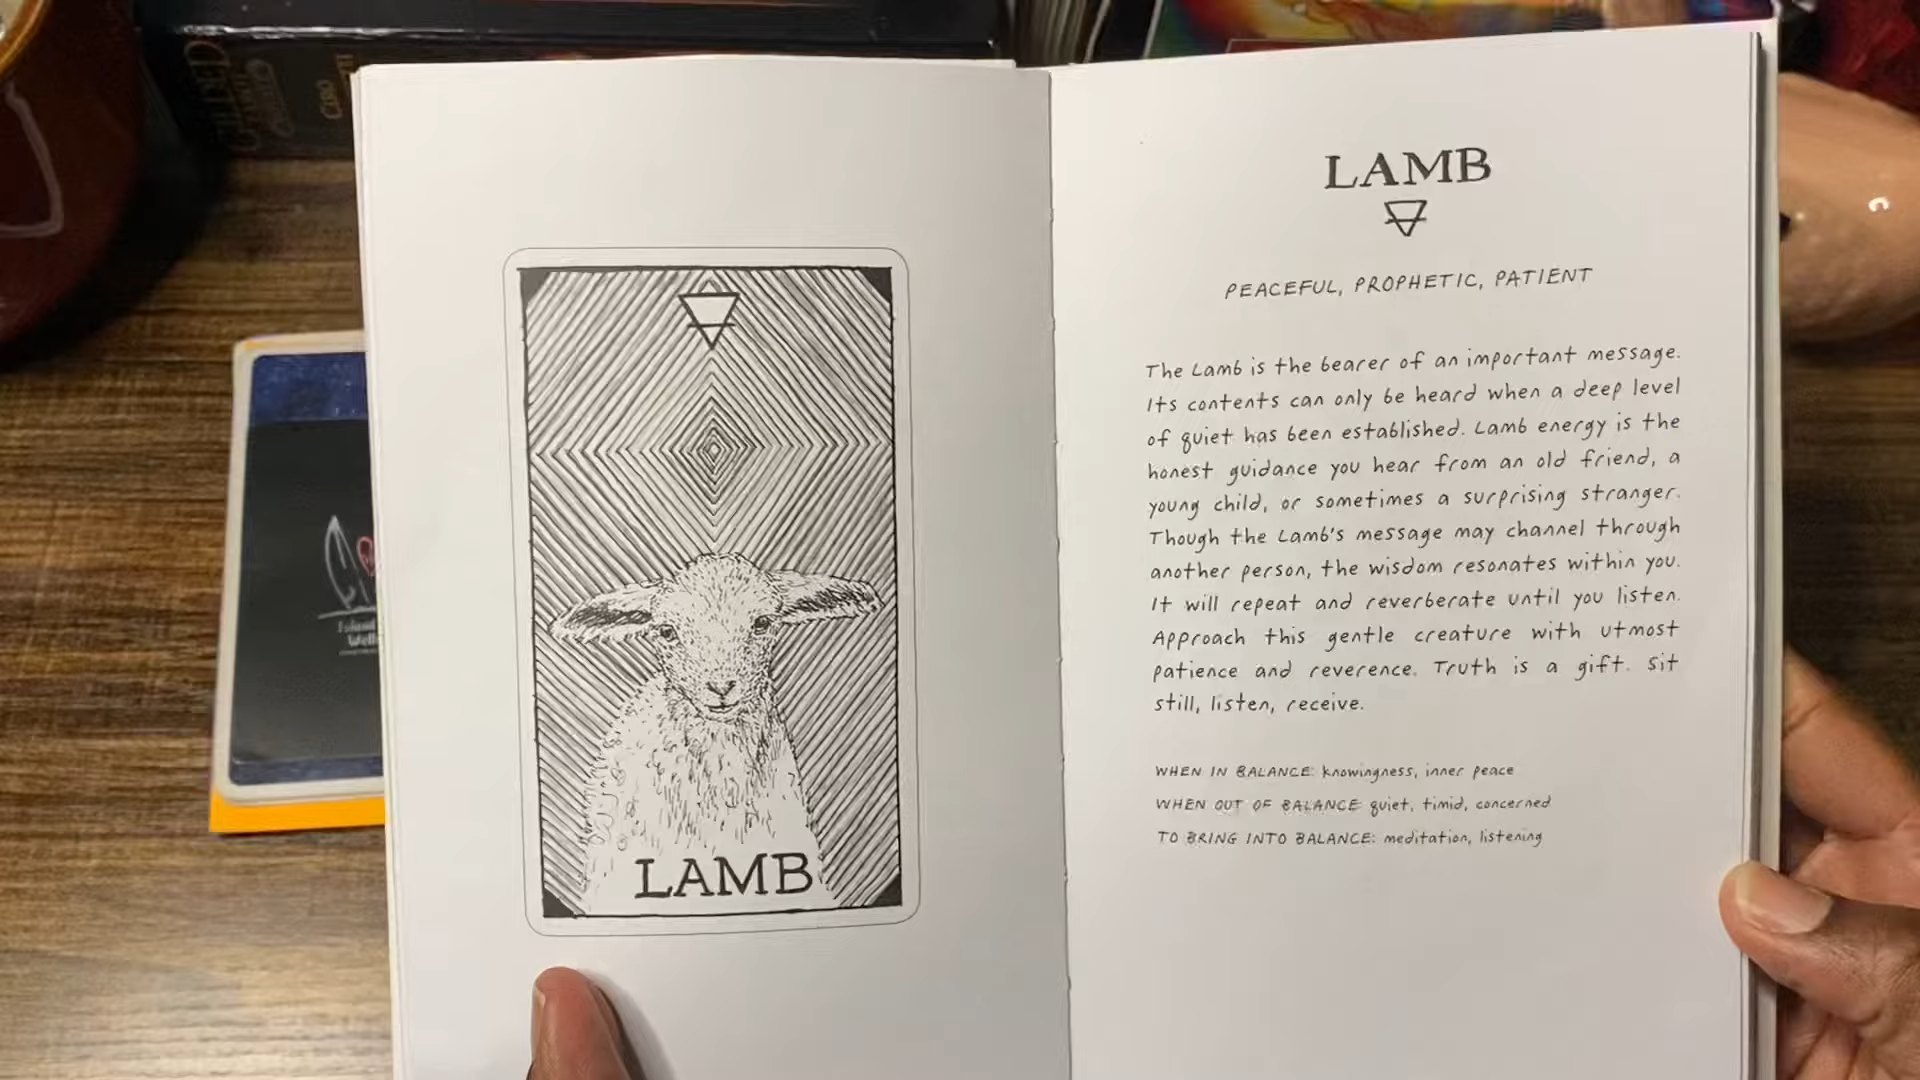 LAMB
LAMB
PEACEFUL, PROPHETIC, PATIENT
The Lamb is the bearer of an important message.
Its contents can only be heard when a deep level
of quiet has been established. Lamb energy is the
honest guidance you hear from an old friend, a
young child, or sometimes a surprising stranger.
Though the Lamb's message may channel through
another person, the wisdom resonates within you.
It will repeat and reverberate until you listen.
Approach this gentle creature with utmost
patience and reverence. Truth is a gift. Sit
still, listen, receive.
WHEN IN BALANCE: knowingness, inner peace
WHEN OUT OF BALANCE: quiet, timid, concerned
TO BRING INTO BALANCE: meditation, listening